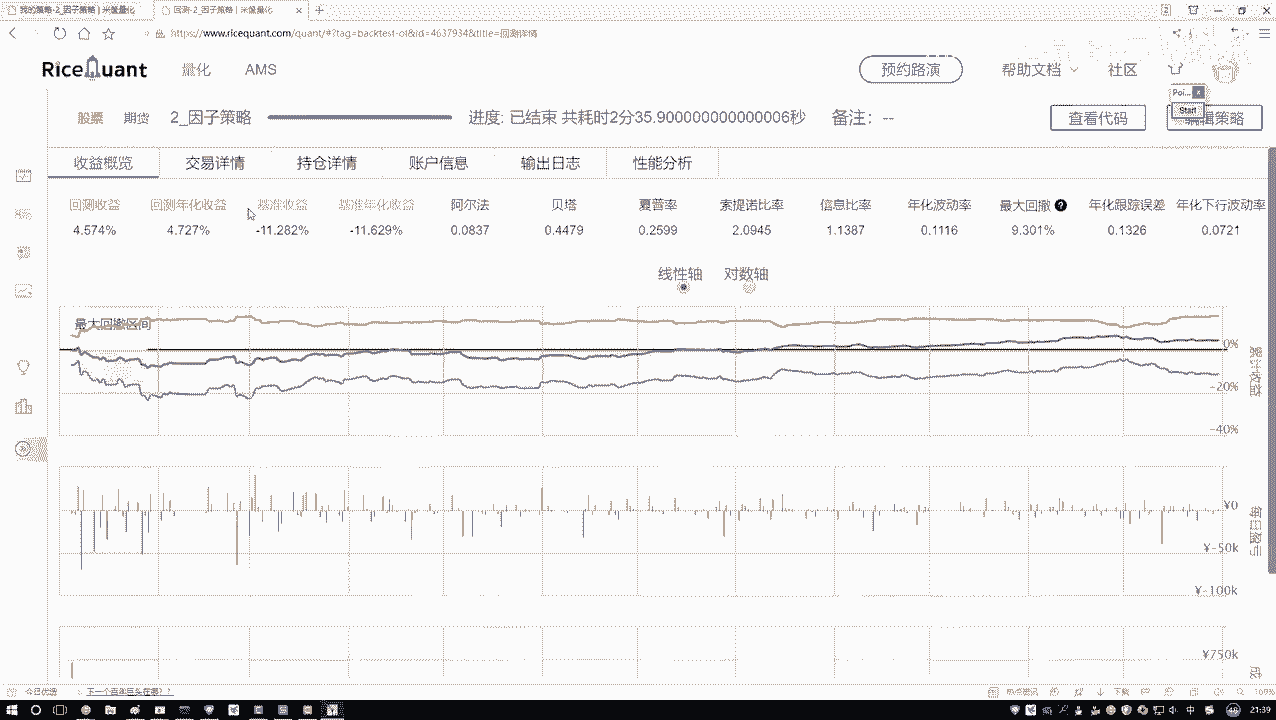 我的策略-2_因子策略 | 米筐量化
回测-2_因子策略 | 米筐量化
https://www.ricequant.com/quant/#?tag=backtest-ol&id=4637934&title=回测详情
RiceQuant 量化 AMS 预约路演 帮助文档 社区
Poi...
Start
股票 期货 2_因子策略 进度: 已结束 共耗时2分35.900000000000006秒 备注: -- 查看代码 编辑策略
收益概览 交易详情 持仓详情 账户信息 输出日志 性能分析
回测收益 回测年化收益 基准收益 基准年化收益 阿尔法 贝塔 夏普率 索提诺比率 信息比率 年化波动率 最大回撤 年化跟踪误差 年化下行波动率
4.574% 4.727% -11.282% -11.629% 0.0837 0.4479 0.2599 2.0945 1.1387 0.1116 9.301% 0.1326 0.0721
线性轴 对数轴
最大回撤区间
0%
-20%
-40%
累计收益
¥0
¥-50k
¥-100k
每日盈亏
¥750k
今日优选
下载
100%
中
21:39